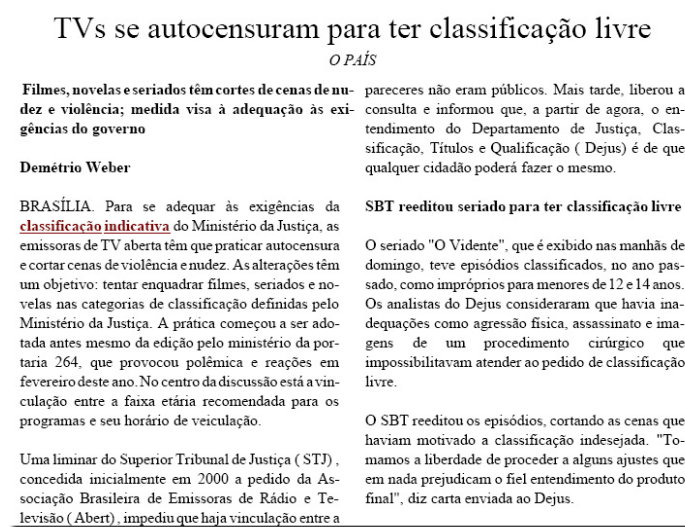 TVs se autocensuram para ter classificação livre
O PAÍS
Filmes, novelas e seriados têm cortes de cenas de nu-
dez e violência; medida visa à adequação às exi-
gências do governo
Demétrio Weber
BRASÍLIA. Para se adequar às exigências da
classificação indicativa do Ministério da Justiça, as
emissoras de TV aberta têm que praticar autocensura
e cortar cenas de violência e nudez. As alterações têm
um objetivo: tentar enquadrar filmes, seriados e no-
velas nas categorias de classificação definidas pelo
Ministério da Justiça. A prática começou a ser ado-
tada antes mesmo da edição pelo ministério da por-
taria 264, que provocou polêmica e reações em
fevereiro deste ano. No centro da discussão está a vin-
culação entre a faixa etária recomendada para os
programas e seu horário de veiculação.
Uma liminar do Superior Tribunal de Justiça ( STJ) ,
concedida inicialmente em 2000 a pedido da As-
sociação Brasileira de Emissoras de Rádio e Te-
levisão ( Abert) , impediu que haja vinculação entre a
pareceres não eram públicos. Mais tarde, liberou a
consulta e informou que, a partir de agora, o en-
tendimento do Departamento de Justiça, Clas-
sificação, Títulos e Qualificação ( Dejus) é de que
qualquer cidadão poderá fazer o mesmo.
SBT reeditou seriado para ter classificação livre
O seriado "O Vidente", que é exibido nas manhãs de
domingo, teve episódios classificados, no ano pas-
sado, como impróprios para menores de 12 e 14 anos.
Os analistas do Dejus consideraram que havia ina-
dequações como agressão física, assassinato e ima-
gens de um procedimento cirúrgico que
impossibilitavam atender ao pedido de classificação
livre.
O SBT reeditou os episódios, cortando as cenas que
haviam motivado a classificação indesejada. "To-
mamos a liberdade de proceder a alguns ajustes que
em nada prejudicam o fiel entendimento do produto
final", diz carta enviada ao Dejus.